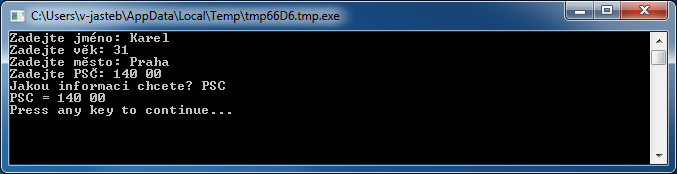 C:\Users\v-jasteb\AppData\Local\Temp\tmp66D6.tmp.exe
Zadejte jméno: Karel
Zadejte věk: 31
Zadejte město: Praha
Zadejte PSČ: 140 00
Jakou informaci chcete? PSC
PSC = 140 00
Press any key to continue...